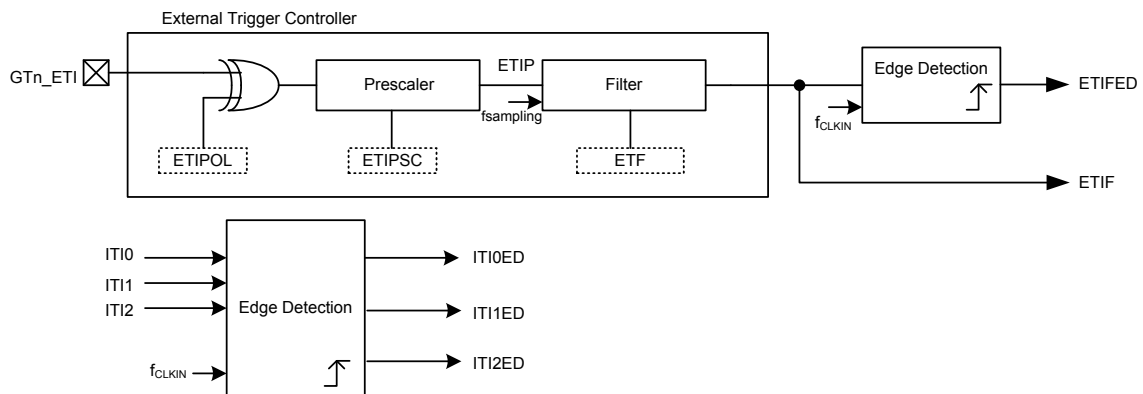 External Trigger Controller
GTn_ETI
Prescaler
ETIP
fsampling
Filter
Edge Detection
fCLKIN
ETIFED
ETIPOL
ETIPSC
ETF
ETIF
ITI0
ITI1
ITI2
fCLKIN
Edge Detection
ITI0ED
ITI1ED
ITI2ED